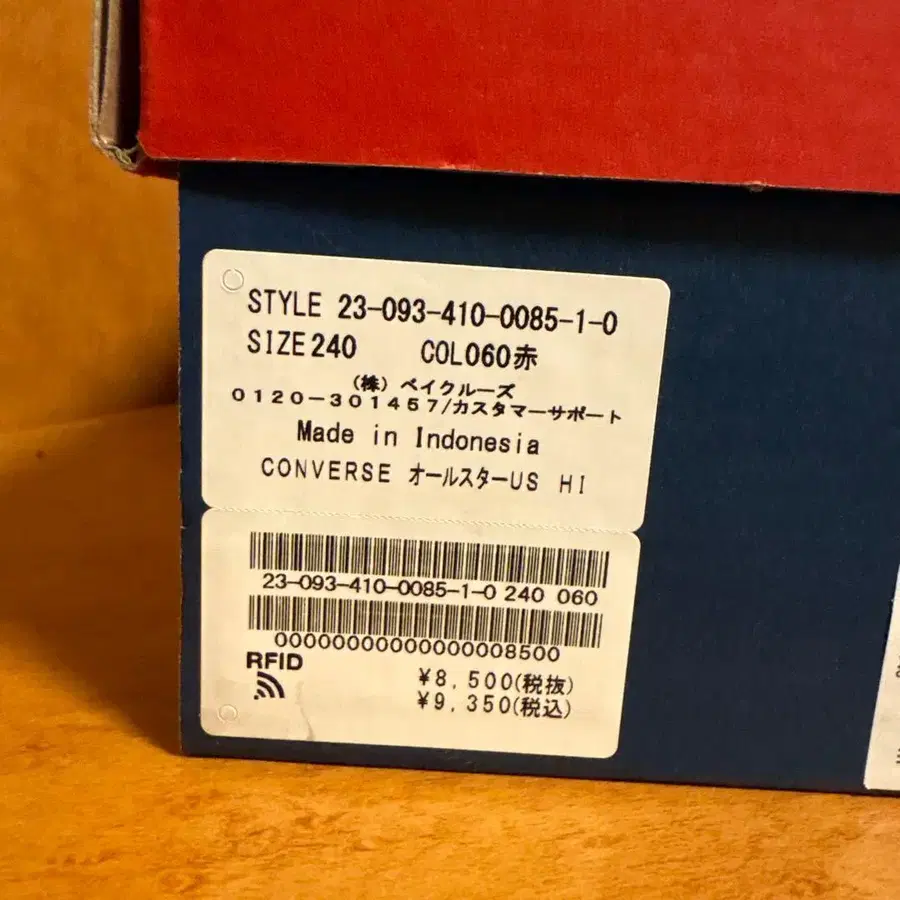 STYLE 23-093-410-0085-1-0
SIZE240 COL060赤
(株) ベイクルーズ
0120-301457/カスタマーサポート
Made in Indonesia
CONVERSE オールスターUS HI
23-093-410-0085-1-0 240 060
000000000000000008500
RFID
¥8,500(税抜)
¥9,350(税込)